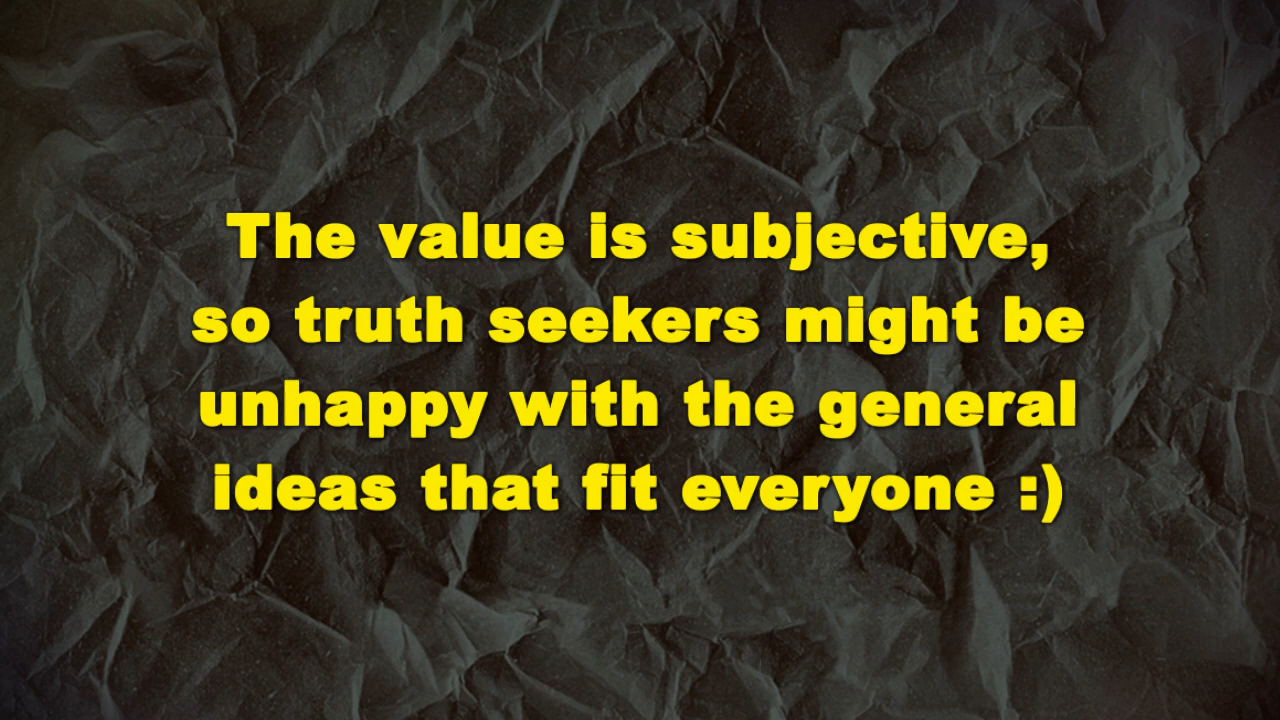 The value is subjective,
so truth seekers might be
unhappy with the general
ideas that fit everyone :)